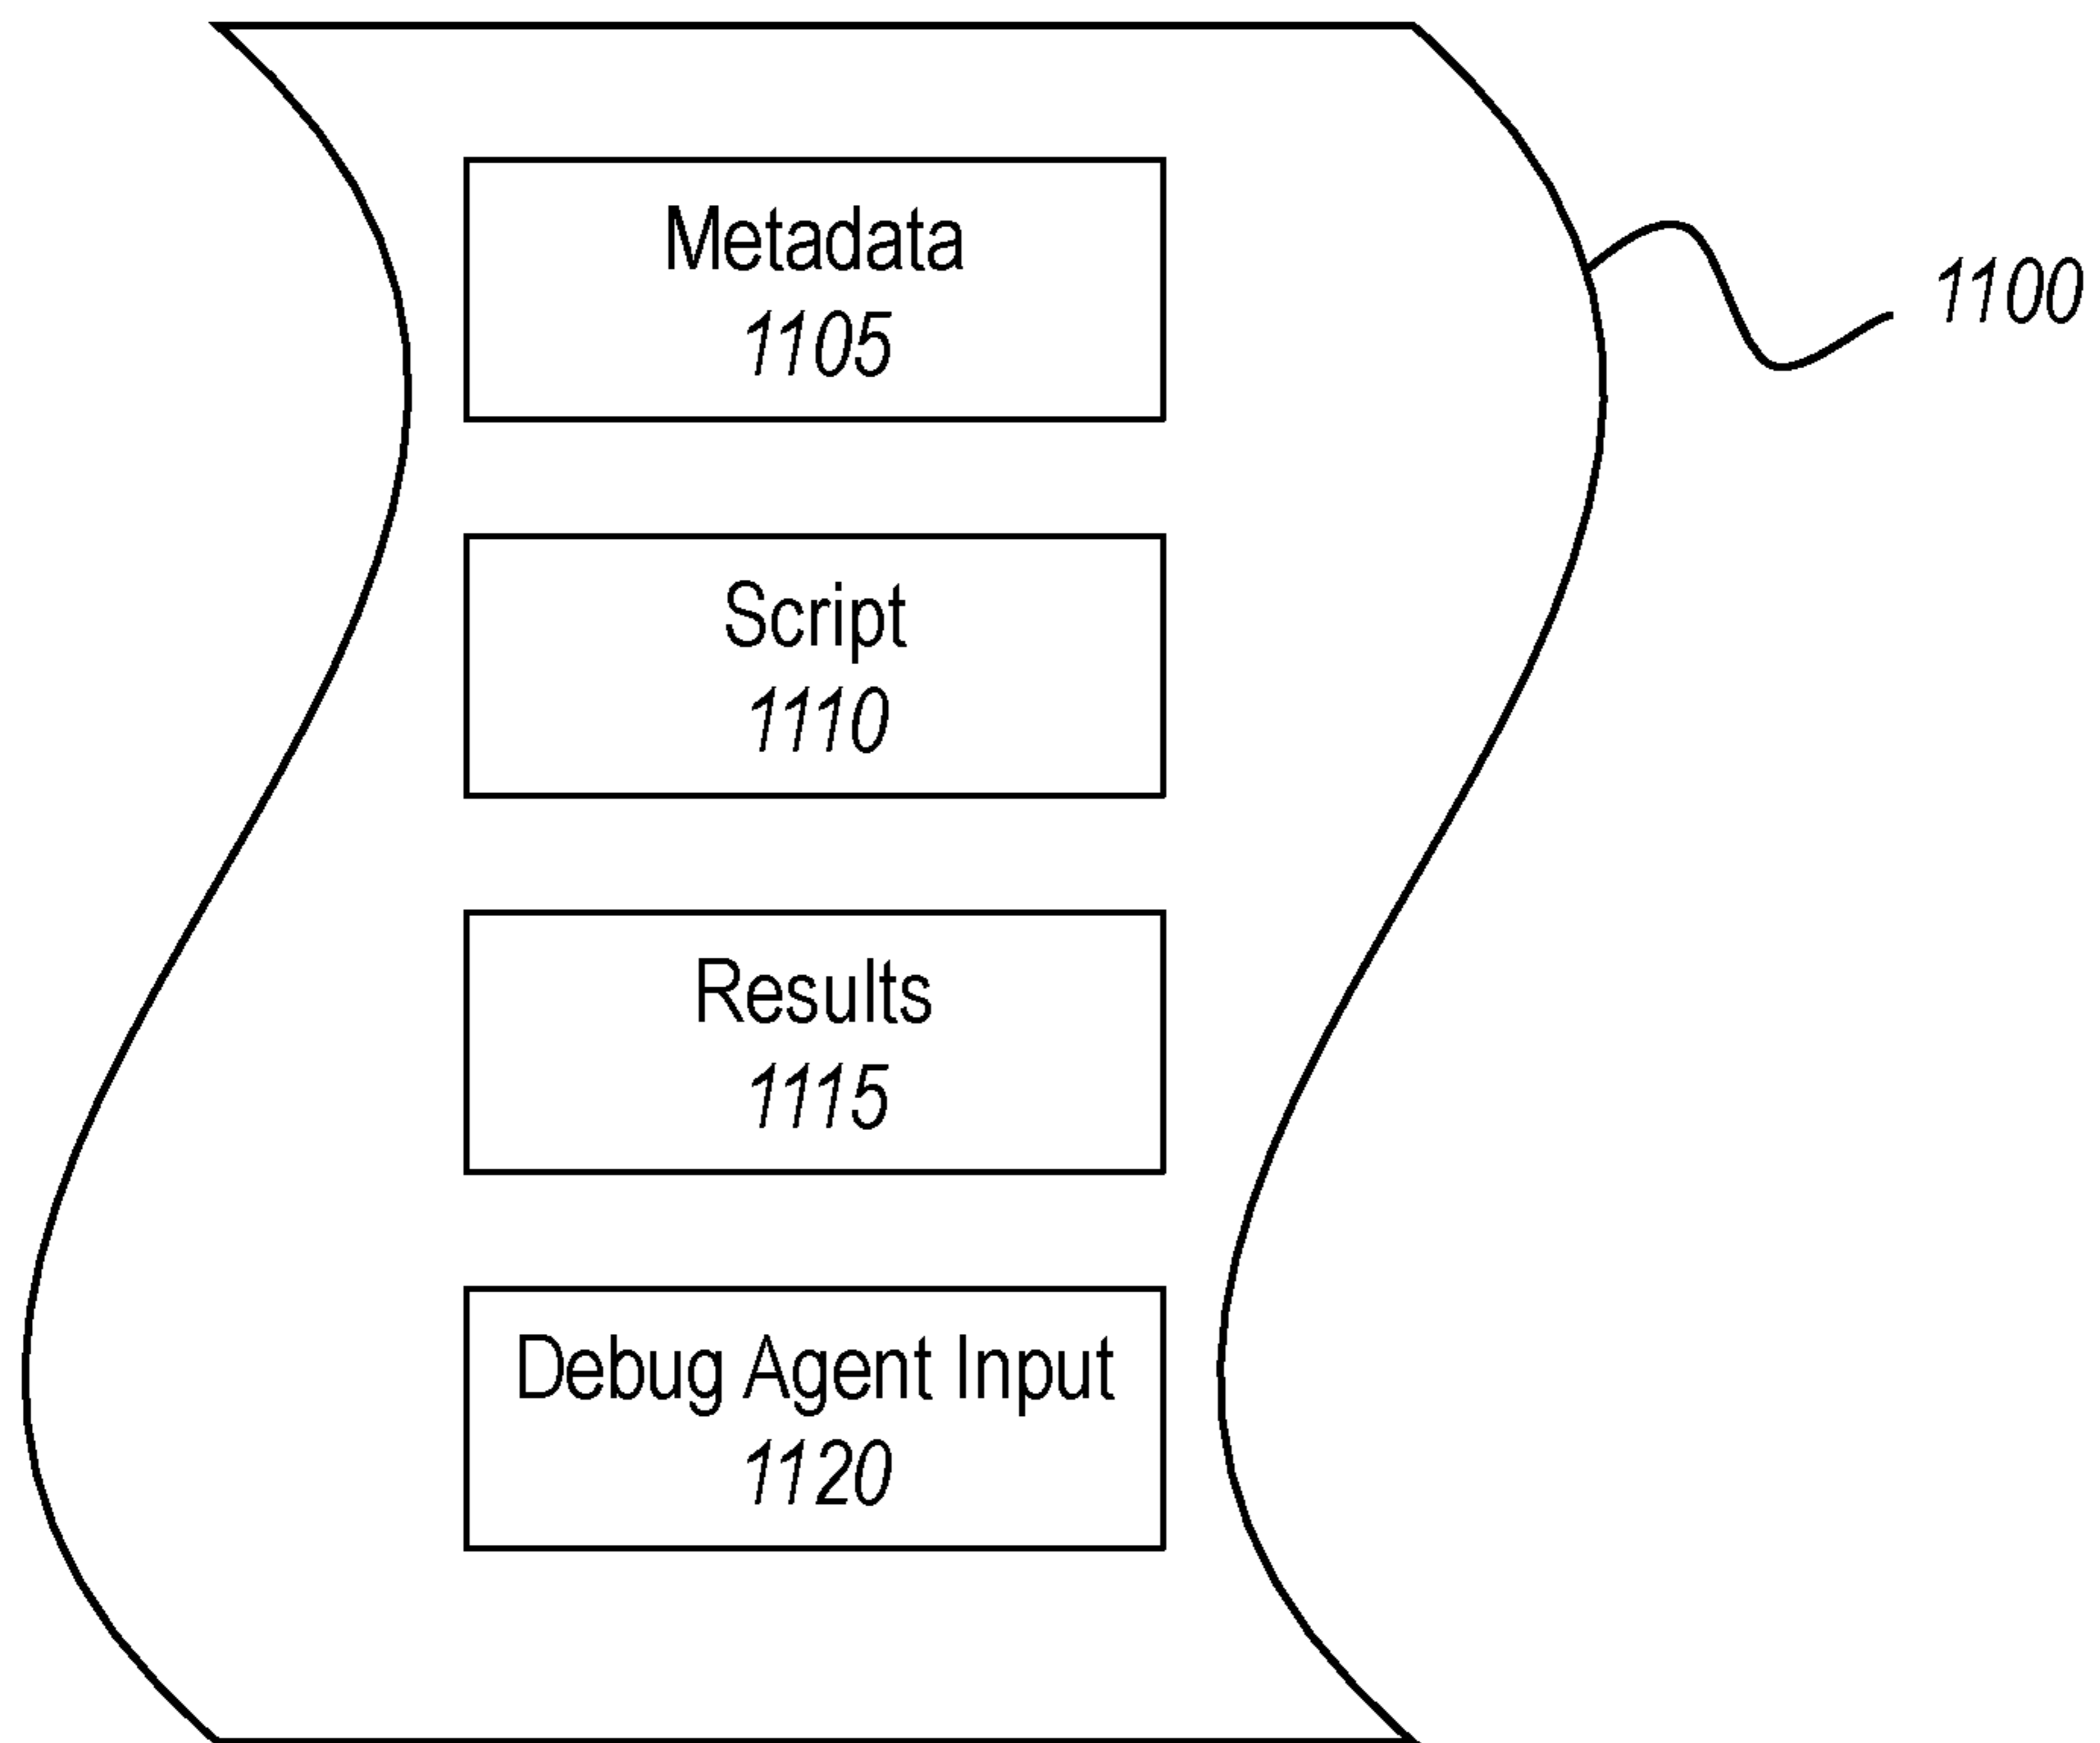 Metadata
1105
1100
Script
1110
Results
1115
Debug Agent Input
1120